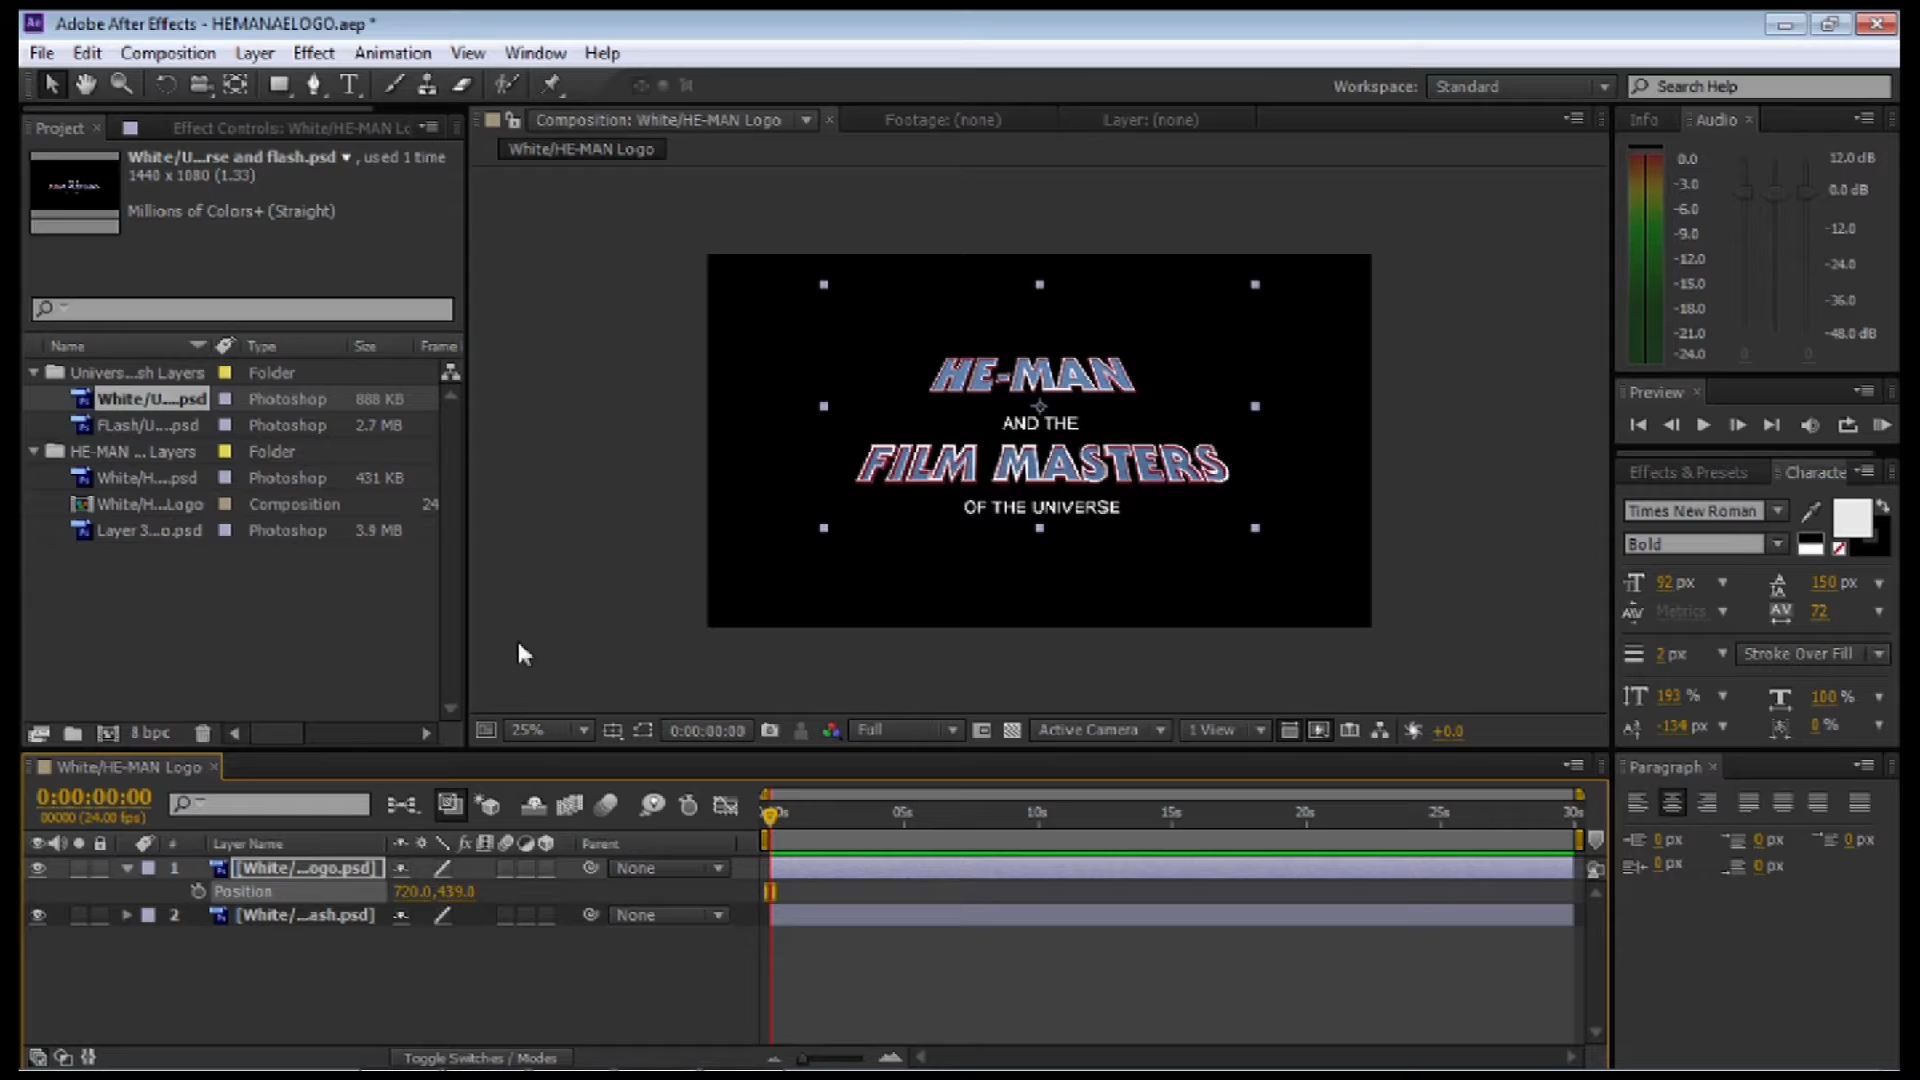 Ae Adobe After Effects - HEMANAELOGO.aep *
File Edit Composition Layer Effect Animation View Window Help
Workspace: Standard Search Help
Project × Effect Controls: White/HE-MAN Lo
Composition: White/HE-MAN Logo × Footage: (none) Layer: (none)
Info Audio ×
White/HE-MAN Logo
White/U...rse and flash.psd ▼, used 1 time
1440 x 1080 (1.33)
Millions of Colors+ (Straight)
0.0
-3.0
-6.0
-9.0
-12.0
-15.0
-18.0
-21.0
-24.0
12.0 dB
0.0 dB
-12.0
-24.0
-36.0
-48.0 dB
0 0
Name Type Size Frame
Univers...sh Layers Folder
White/U....psd Photoshop 888 KB
FLash/U....psd Photoshop 2.7 MB
HE-MAN ... Layers Folder
White/H....psd Photoshop 431 KB
White/H...Logo Composition 24
Layer 3...o.psd Photoshop 3.9 MB
8 bpc
HE-MAN
AND THE
FILM MASTERS
OF THE UNIVERSE
25% 0:00:00:00 Full Active Camera 1 View +0.0
Preview ×
Effects & Presets Characte
Times New Roman
Bold
92 px 150 px
Metrics 72
2 px Stroke Over Fill
193 % 100 %
-134 px 0 %
White/HE-MAN Logo ×
0:00:00:00
00000 (24.00 fps)
00s 05s 10s 15s 20s 25s 30s
# Layer Name fx Parent
1 [White/...ogo.psd] None
Position 720.0,439.0
2 [White/...ash.psd] None
Toggle Switches / Modes
Paragraph ×
0 px 0 px 0 px
0 px 0 px